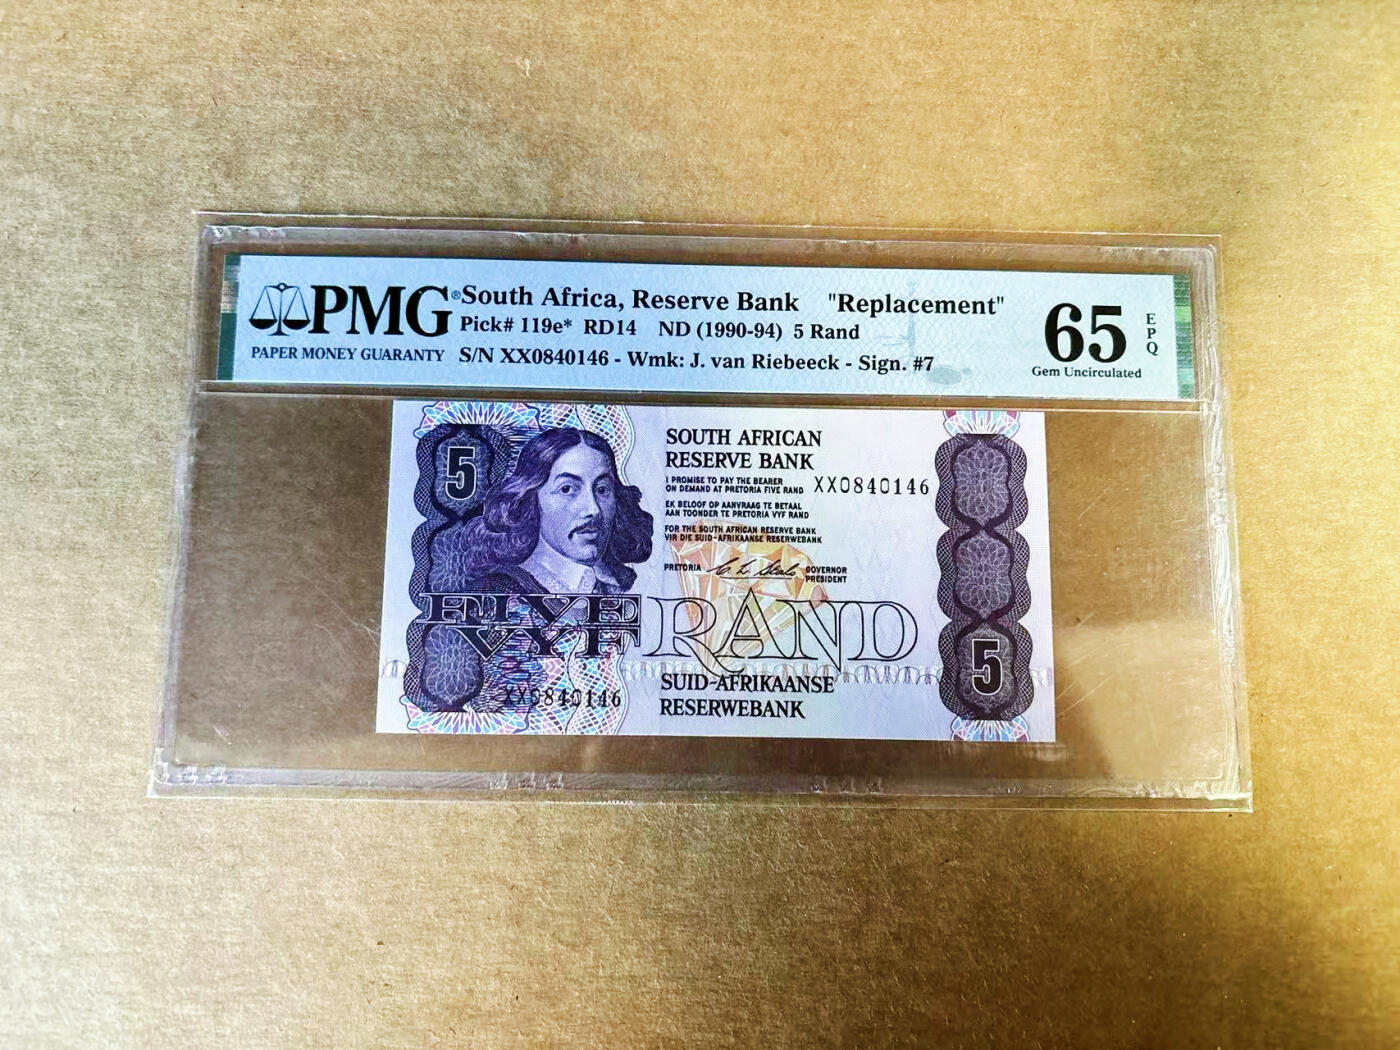 PMG®
PAPER MONEY GUARANTY
South Africa, Reserve Bank "Replacement"
Pick# 119e* RD14 ND (1990-94) 5 Rand
S/N XX0840146 - Wmk: J. van Riebeeck - Sign. #7
65
EPQ
Gem Uncirculated
5
SOUTH AFRICAN
RESERVE BANK
I PROMISE TO PAY THE BEARER
ON DEMAND AT PRETORIA FIVE RAND
XX0840146
EK BELOOF OP AANVRAAG TE BETAAL
AAN TOONDER TE PRETORIA VYF RAND
FOR THE SOUTH AFRICAN RESERVE BANK
VIR DIE SUID-AFRIKAANSE RESERWEBANK
PRETORIA
GOVERNOR
PRESIDENT
FIVE
VYF
RAND
5
XX0840146
SUID-AFRIKAANSE
RESERWEBANK